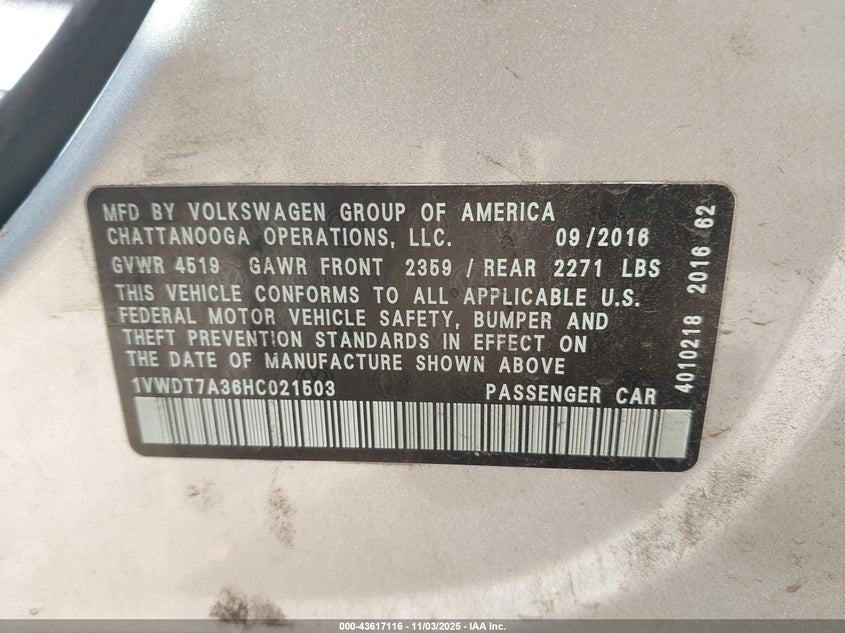 MFD BY VOLKSWAGEN GROUP OF AMERICA
CHATTANOOGA OPERATIONS, LLC. 09/2016
GVWR 4519 GAWR FRONT 2359 / REAR 2271 LBS
THIS VEHICLE CONFORMS TO ALL APPLICABLE U.S.
FEDERAL MOTOR VEHICLE SAFETY, BUMPER AND
THEFT PREVENTION STANDARDS IN EFFECT ON
THE DATE OF MANUFACTURE SHOWN ABOVE
1VWDT7A36HC021503 PASSENGER CAR
4010218 2016 62
000-43617116 - 11/03/2025 - IAA Inc.